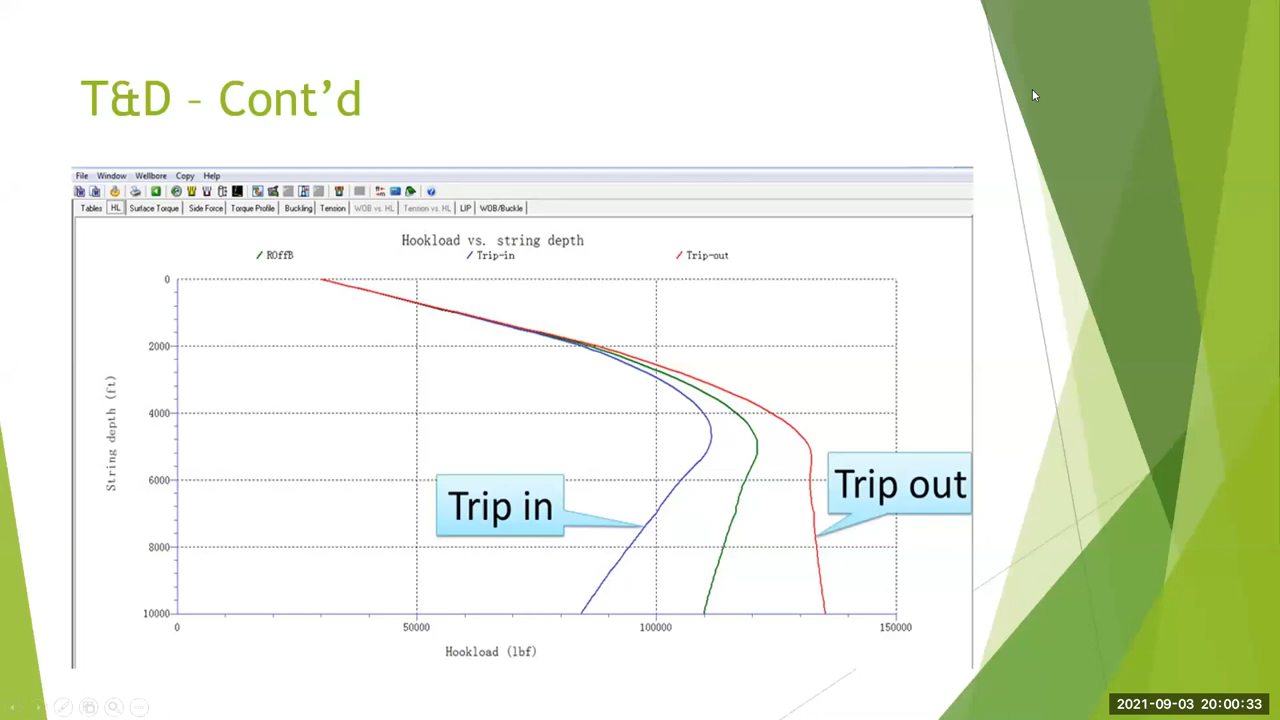 T&D – Cont’d
File Window Wellbore Copy Help
Tables HL Surface Torque Side Force Torque Profile Buckling Tension WOB vs. HL Tension vs. HL LIP WOB/Buckle
Hookload vs. string depth
ROffB Trip-in Trip-out
0
2000
4000
String depth (ft)
Trip out
6000
Trip in
8000
10000
0 50000 100000 150000
Hookload (lbf)
2021-09-03 20:00:33